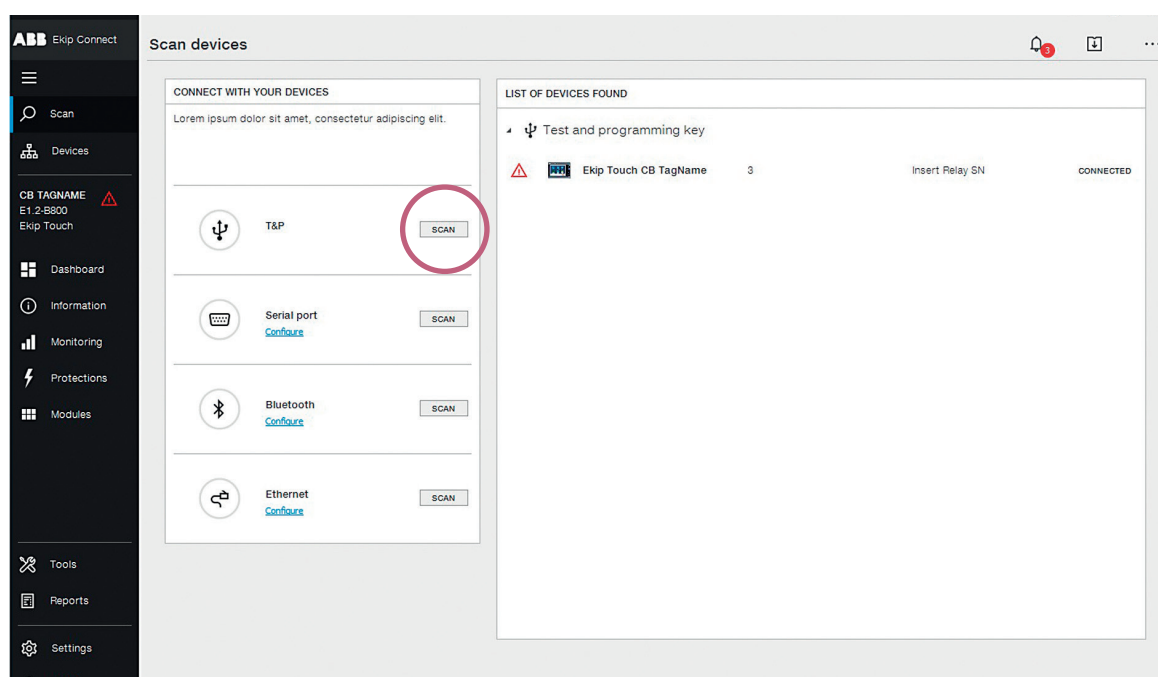 ABB Ekip Connect
Scan
Devices
CB TAGNAME
E1.2-B800
Ekip Touch
Dashboard
Information
Monitoring
Protections
Modules
Tools
Reports
Settings
Scan devices
3
CONNECT WITH YOUR DEVICES
Lorem ipsum dolor sit amet, consectetur adipiscing elit.
T&P
SCAN
Serial port
Configure
SCAN
Bluetooth
Configure
SCAN
Ethernet
Configure
SCAN
LIST OF DEVICES FOUND
Test and programming key
Ekip Touch CB TagName 3 Insert Relay SN CONNECTED